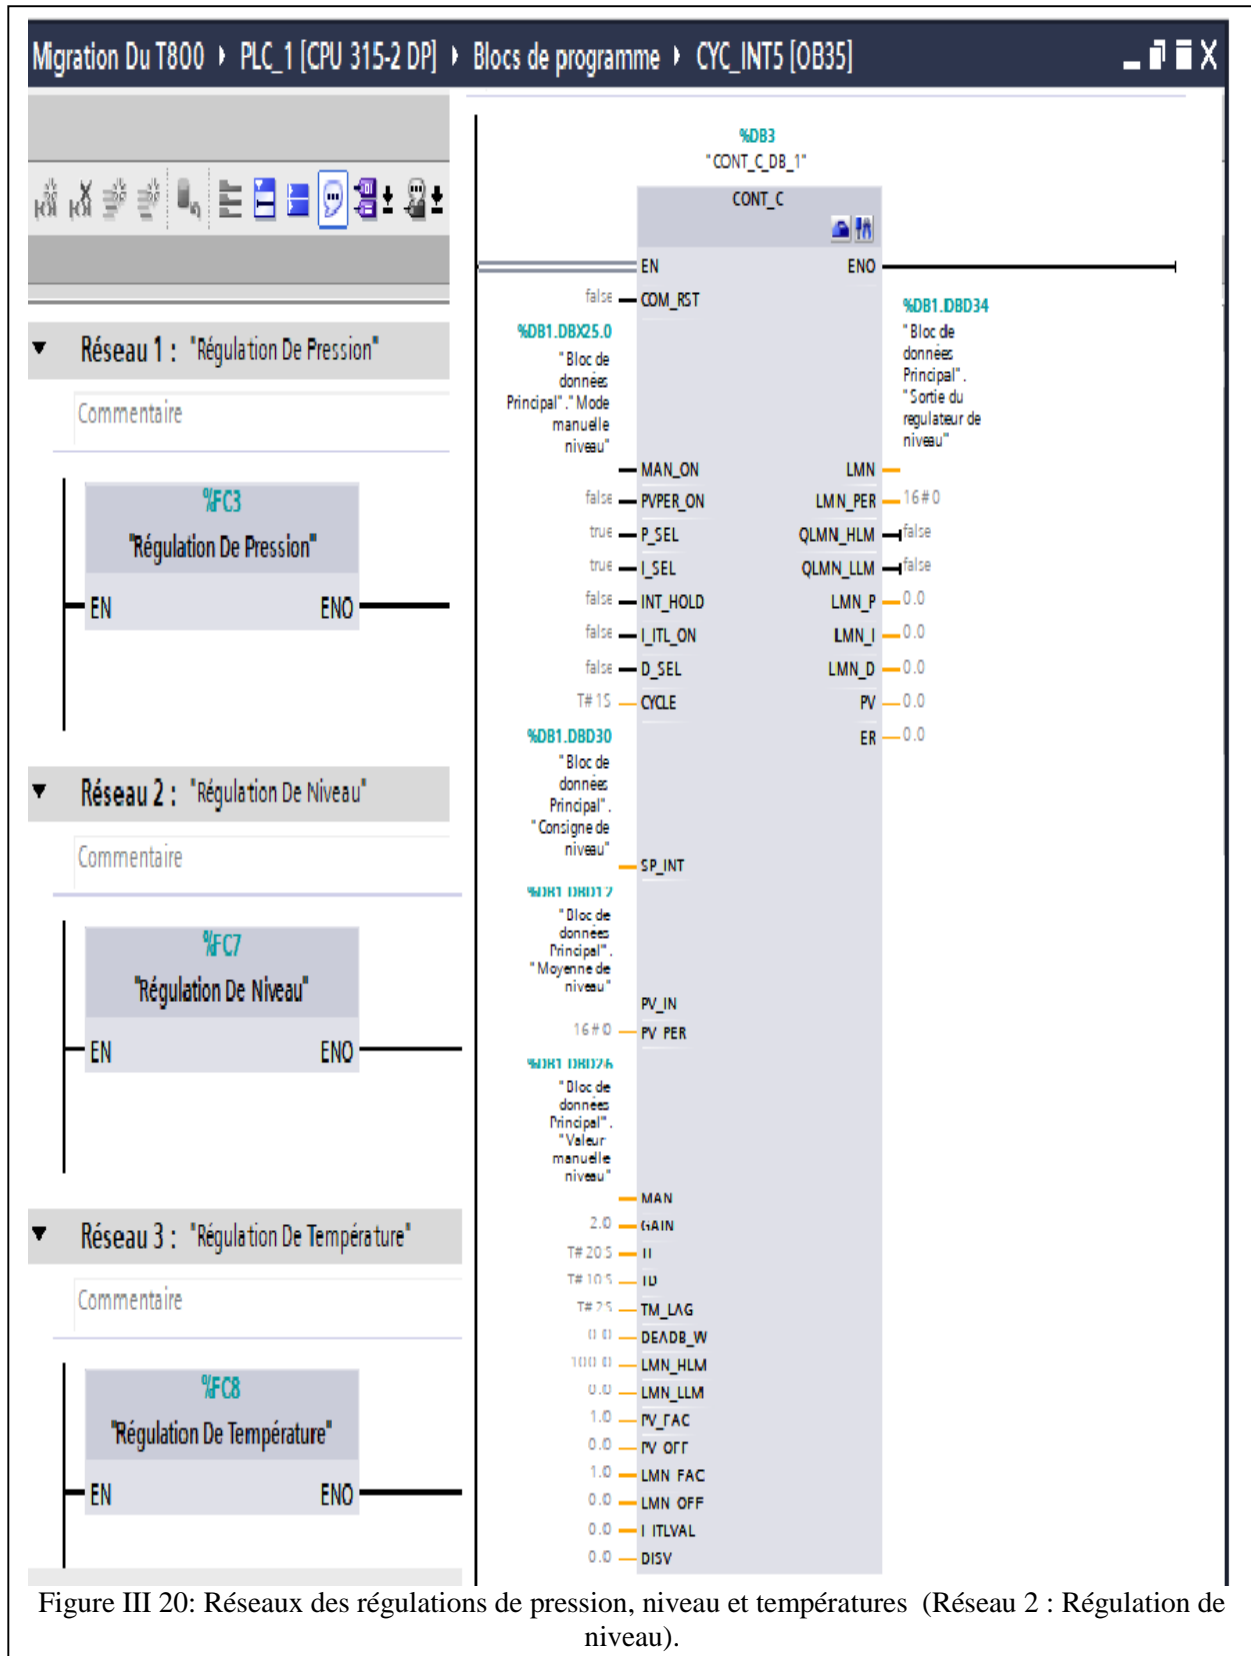 Migration Du T800 ▸ PLC_1 [CPU 315-2 DP] ▸ Blocs de programme ▸ CYC_INT5 [OB35]
Réseau 1 : "Régulation De Pression"
Commentaire
%FC3
"Régulation De Pression"
EN ENO
Réseau 2 : "Régulation De Niveau"
Commentaire
%FC7
"Régulation De Niveau"
EN ENO
Réseau 3 : "Régulation De Température"
Commentaire
%FC8
"Régulation De Température"
EN ENO
%DB3
"CONT_C_DB_1"
CONT_C
EN ENO
false COM_RST
%DB1.DBX25.0
"Bloc de
données
Principal"."Mode
manuelle
niveau"
%DB1.DBD34
"Bloc de
données
Principal".
"Sortie du
regulateur de
niveau"
MAN_ON LMN
false PVPER_ON LMN_PER 16#0
true P_SEL QLMN_HLM false
true I_SEL QLMN_LLM false
false INT_HOLD LMN_P 0.0
false I_ITL_ON LMN_I 0.0
false D_SEL LMN_D 0.0
T#1S CYCLE PV 0.0
ER 0.0
%DB1.DBD30
"Bloc de
données
Principal".
"Consigne de
niveau"
SP_INT
%DB1.DBD12
"Bloc de
données
Principal".
"Moyenne de
niveau"
PV_IN
16#0 PV_PER
%DB1.DBD26
"Bloc de
données
Principal".
"Valeur
manuelle
niveau"
MAN
2.0 GAIN
T#20S TI
T#10S TD
T#2S TM_LAG
0.0 DEADB_W
100.0 LMN_HLM
0.0 LMN_LLM
1.0 PV_FAC
0.0 PV_OFF
1.0 LMN_FAC
0.0 LMN_OFF
0.0 I_ITLVAL
0.0 DISV
Figure III 20: Réseaux des régulations de pression, niveau et températures (Réseau 2 : Régulation de
niveau).